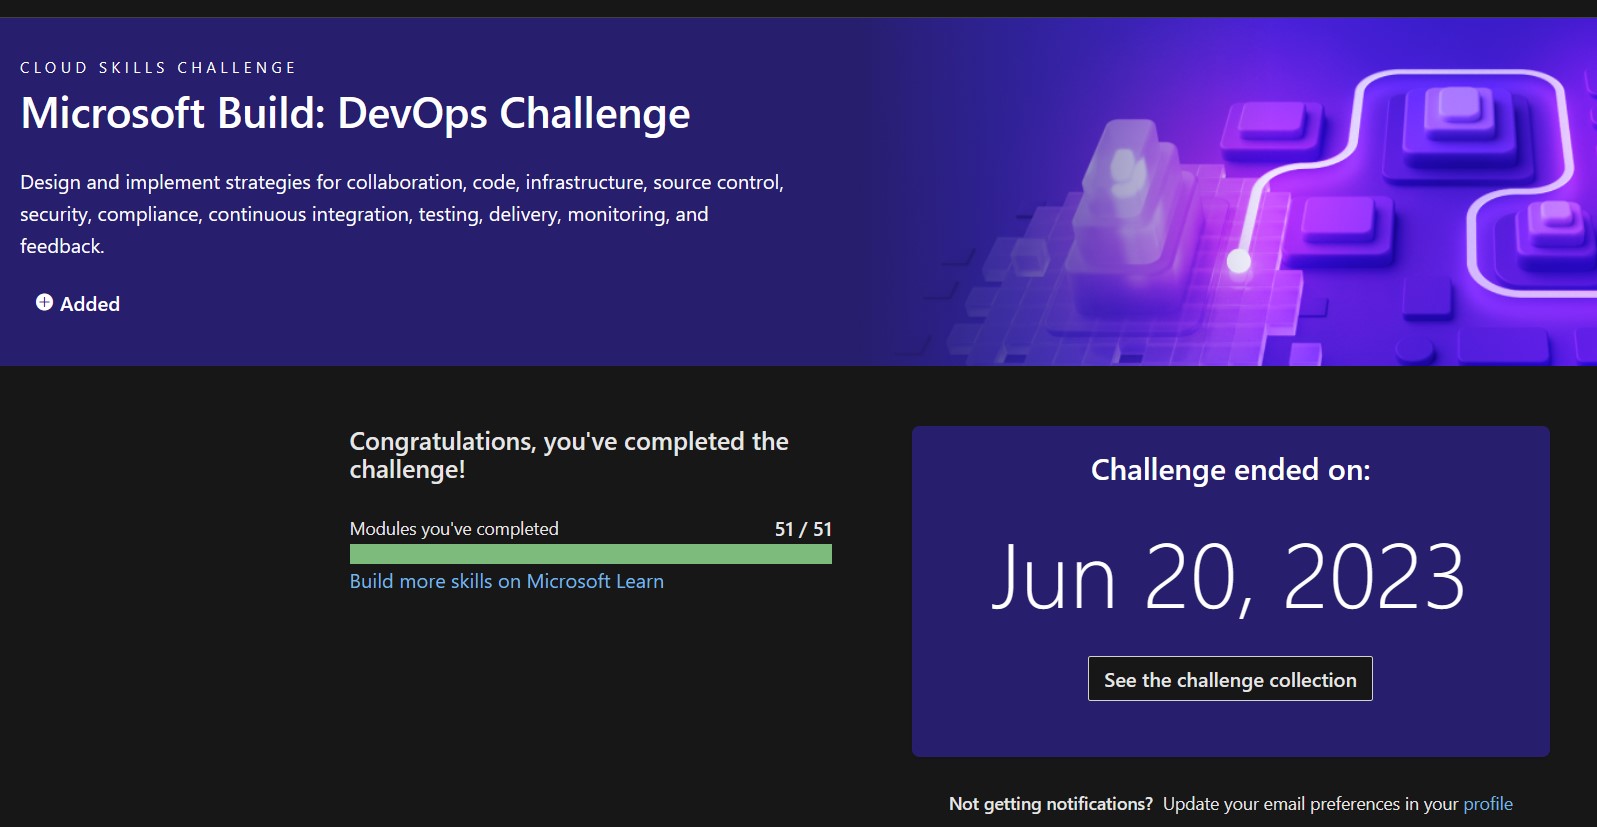 CLOUD SKILLS CHALLENGE
Microsoft Build: DevOps Challenge
Design and implement strategies for collaboration, code, infrastructure, source control,
security, compliance, continuous integration, testing, delivery, monitoring, and
feedback.
Added
Congratulations, you've completed the
challenge!
Modules you've completed 51 / 51
Build more skills on Microsoft Learn
Challenge ended on:
Jun 20, 2023
See the challenge collection
Not getting notifications? Update your email preferences in your profile